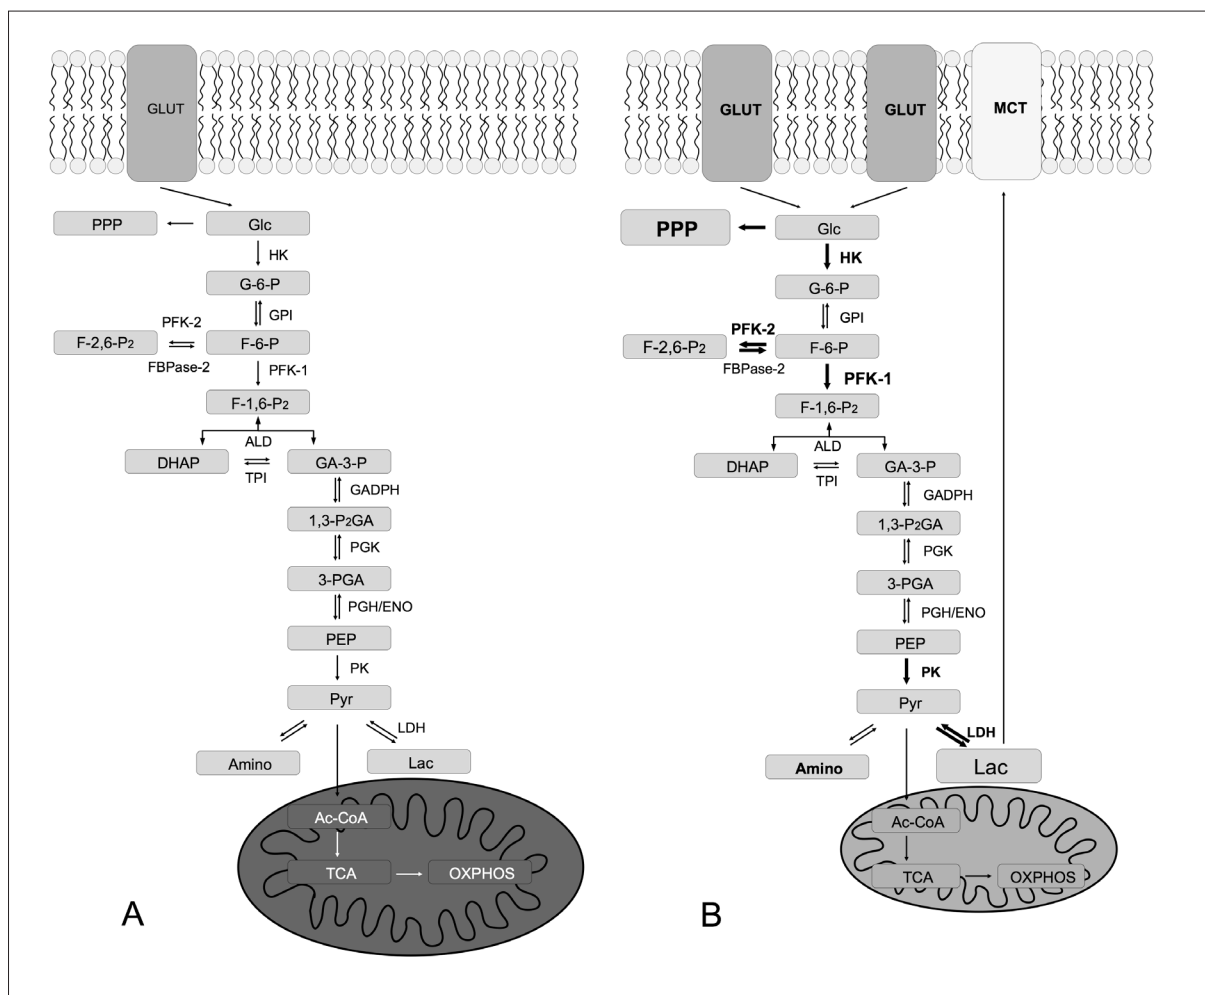 GLUT
PPP
Glc
HK
G-6-P
GPI
PFK-2
F-2,6-P2
F-6-P
FBPase-2
PFK-1
F-1,6-P2
ALD
DHAP
GA-3-P
TPI
GADPH
1,3-P2GA
PGK
3-PGA
PGH/ENO
PEP
PK
Pyr
LDH
Amino
Lac
Ac-CoA
TCA
OXPHOS
A
GLUT
GLUT
MCT
PPP
Glc
HK
G-6-P
GPI
PFK-2
F-2,6-P2
F-6-P
FBPase-2
PFK-1
F-1,6-P2
ALD
DHAP
GA-3-P
TPI
GADPH
1,3-P2GA
PGK
3-PGA
PGH/ENO
PEP
PK
Pyr
LDH
Amino
Lac
Ac-CoA
TCA
OXPHOS
B